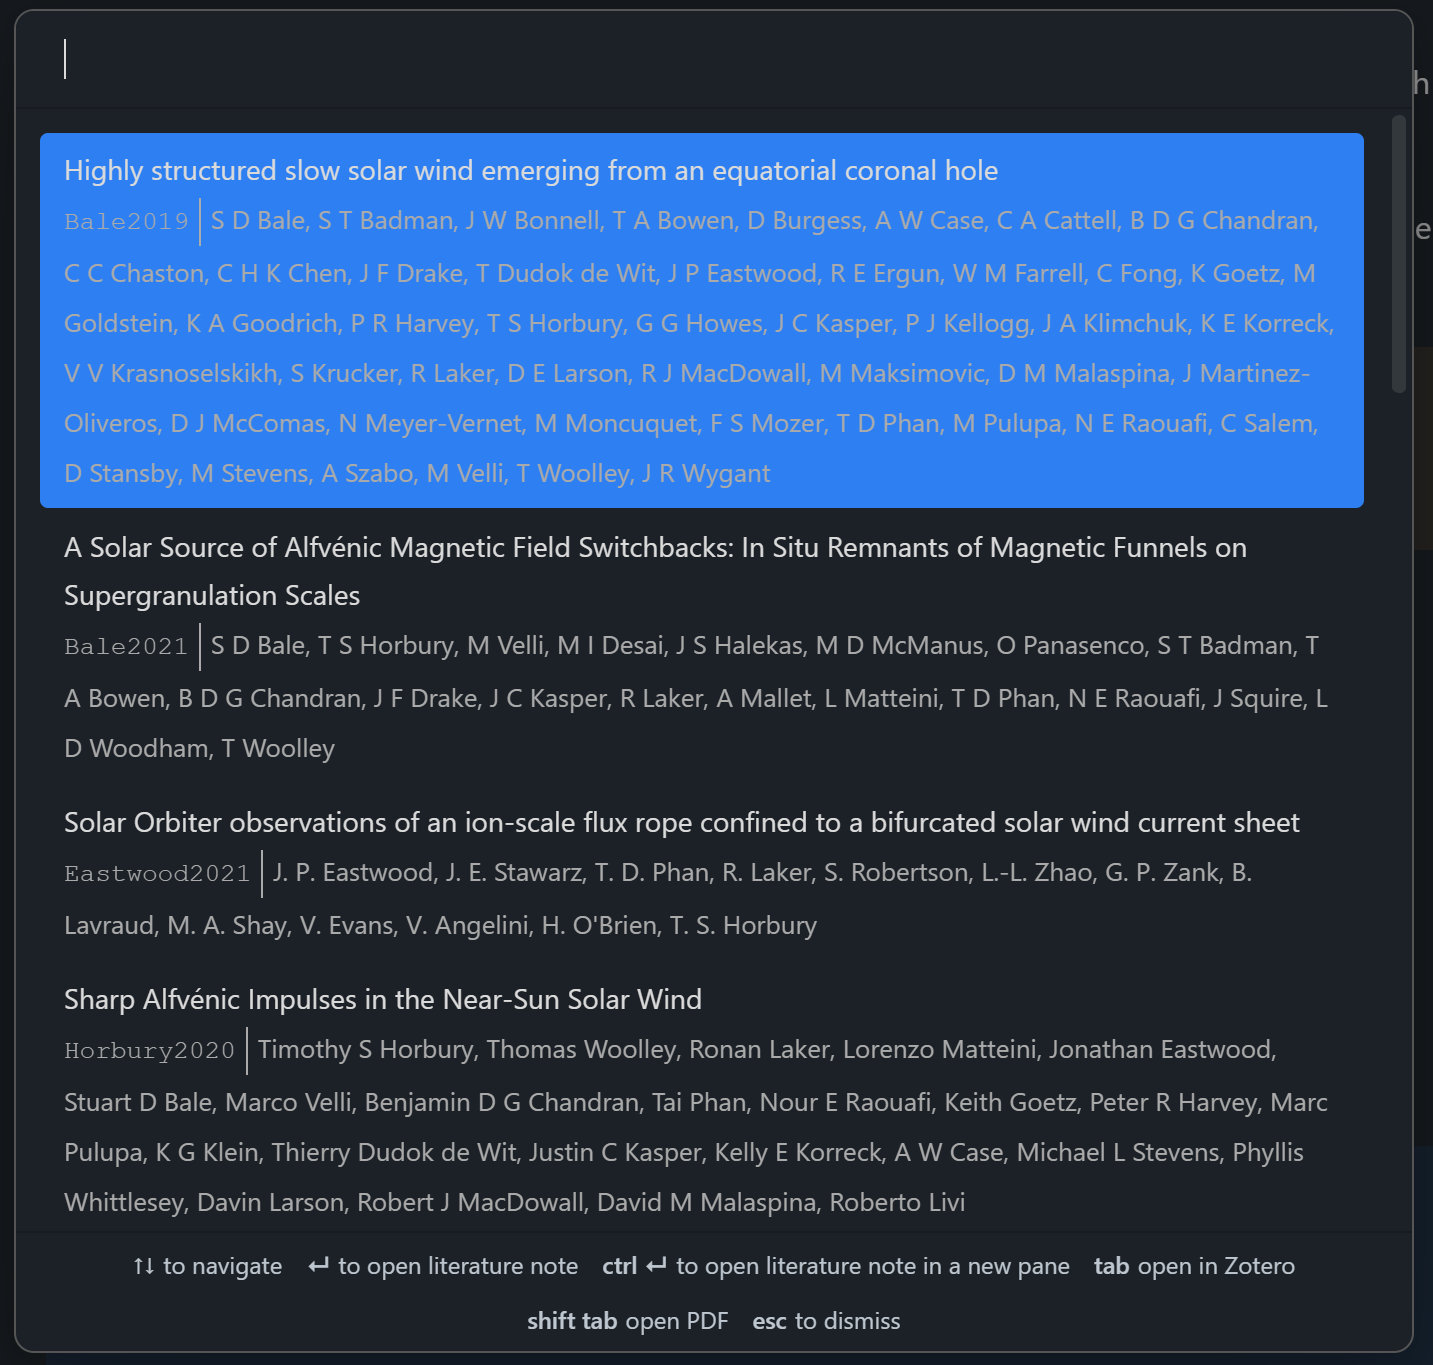 Highly structured slow solar wind emerging from an equatorial coronal hole
Bale2019 | S D Bale, S T Badman, J W Bonnell, T A Bowen, D Burgess, A W Case, C A Cattell, B D G Chandran,
C C Chaston, C H K Chen, J F Drake, T Dudok de Wit, J P Eastwood, R E Ergun, W M Farrell, C Fong, K Goetz, M
Goldstein, K A Goodrich, P R Harvey, T S Horbury, G G Howes, J C Kasper, P J Kellogg, J A Klimchuk, K E Korreck,
V V Krasnoselskikh, S Krucker, R Laker, D E Larson, R J MacDowall, M Maksimovic, D M Malaspina, J Martinez-
Oliveros, D J McComas, N Meyer-Vernet, M Moncuquet, F S Mozer, T D Phan, M Pulupa, N E Raouafi, C Salem,
D Stansby, M Stevens, A Szabo, M Velli, T Woolley, J R Wygant
A Solar Source of Alfvénic Magnetic Field Switchbacks: In Situ Remnants of Magnetic Funnels on
Supergranulation Scales
Bale2021 | S D Bale, T S Horbury, M Velli, M I Desai, J S Halekas, M D McManus, O Panasenco, S T Badman, T
A Bowen, B D G Chandran, J F Drake, J C Kasper, R Laker, A Mallet, L Matteini, T D Phan, N E Raouafi, J Squire, L
D Woodham, T Woolley
Solar Orbiter observations of an ion-scale flux rope confined to a bifurcated solar wind current sheet
Eastwood2021 | J. P. Eastwood, J. E. Stawarz, T. D. Phan, R. Laker, S. Robertson, L.-L. Zhao, G. P. Zank, B.
Lavraud, M. A. Shay, V. Evans, V. Angelini, H. O'Brien, T. S. Horbury
Sharp Alfvénic Impulses in the Near-Sun Solar Wind
Horbury2020 | Timothy S Horbury, Thomas Woolley, Ronan Laker, Lorenzo Matteini, Jonathan Eastwood,
Stuart D Bale, Marco Velli, Benjamin D G Chandran, Tai Phan, Nour E Raouafi, Keith Goetz, Peter R Harvey, Marc
Pulupa, K G Klein, Thierry Dudok de Wit, Justin C Kasper, Kelly E Korreck, A W Case, Michael L Stevens, Phyllis
Whittlesey, Davin Larson, Robert J MacDowall, David M Malaspina, Roberto Livi
↑↓ to navigate ↵ to open literature note ctrl ↵ to open literature note in a new pane tab open in Zotero
shift tab open PDF esc to dismiss